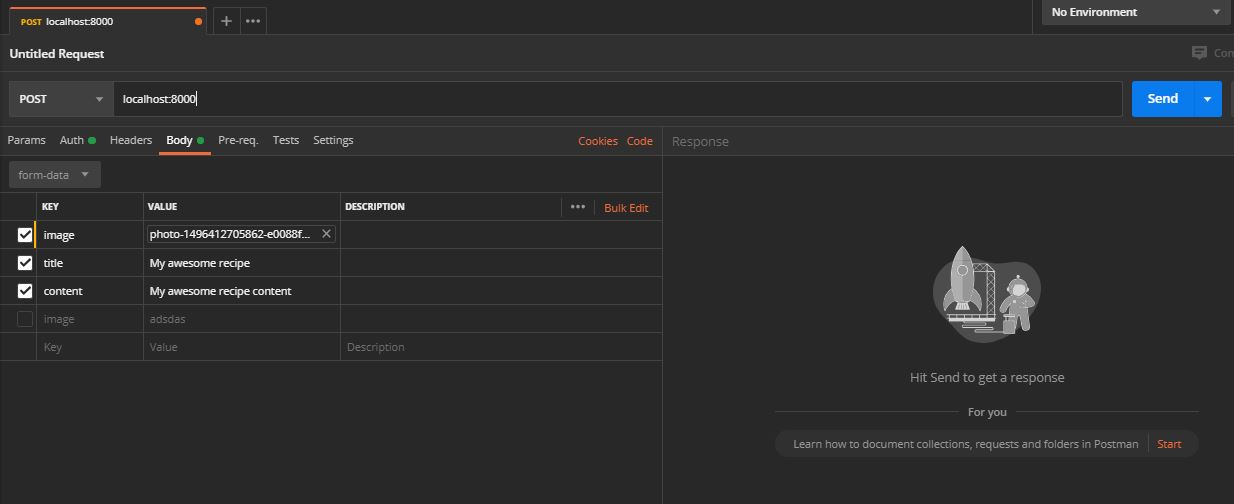 POST localhost:8000
No Environment
Untitled Request
POST localhost:8000 Send
Params Auth Headers Body Pre-req. Tests Settings Cookies Code Response
form-data
KEY VALUE DESCRIPTION Bulk Edit
image photo-1496412705862-e0088f...
title My awesome recipe
content My awesome recipe content
image adsdas
Key Value Description
Hit Send to get a response
For you
Learn how to document collections, requests and folders in Postman Start